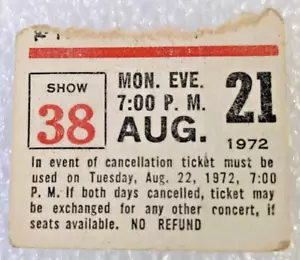 SHOW
38
MON. EVE.
7:00 P. M.
AUG.
21
1972
In event of cancellation ticket must be
used on Tuesday, Aug. 22, 1972, 7:00
P. M. If both days cancelled, ticket may
be exchanged for any other concert, if
seats available. NO REFUND